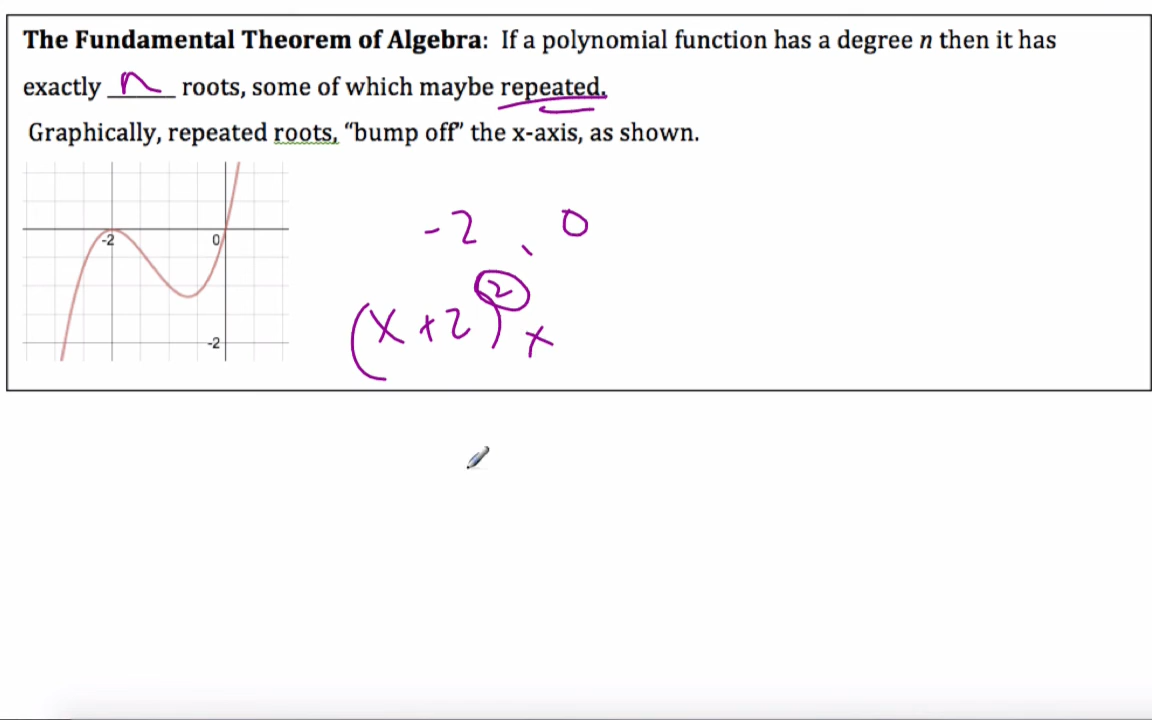 The Fundamental Theorem of Algebra: If a polynomial function has a degree n then it has
exactly n roots, some of which maybe repeated.
Graphically, repeated roots, “bump off” the x-axis, as shown.
-2 0
-2
-2 , 0
(x+2)² x